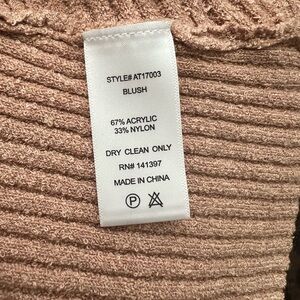 STYLE# AT17003
BLUSH
67% ACRYLIC
33% NYLON
DRY CLEAN ONLY
RN# 141397
MADE IN CHINA
P